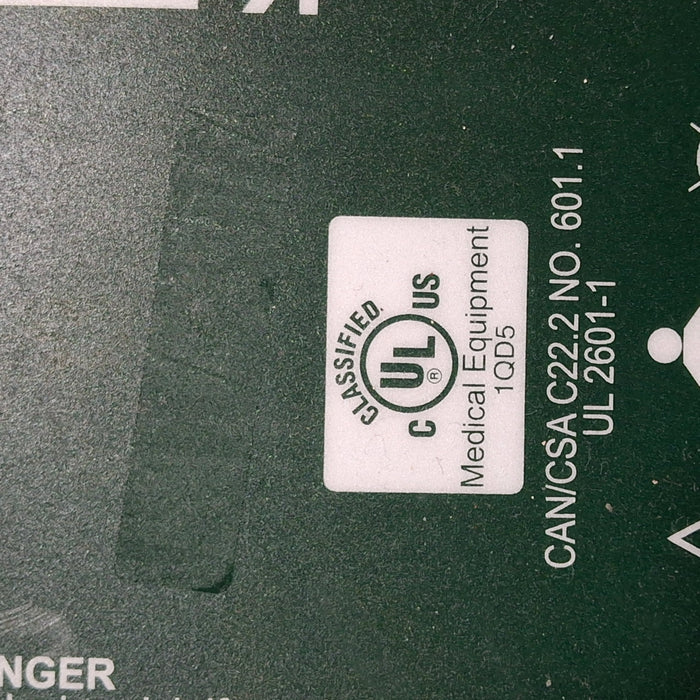 CLASSIFIED
C UL US
®
Medical Equipment
1QD5
CAN/CSA C22.2 NO. 601.1
UL 2601-1
NGER